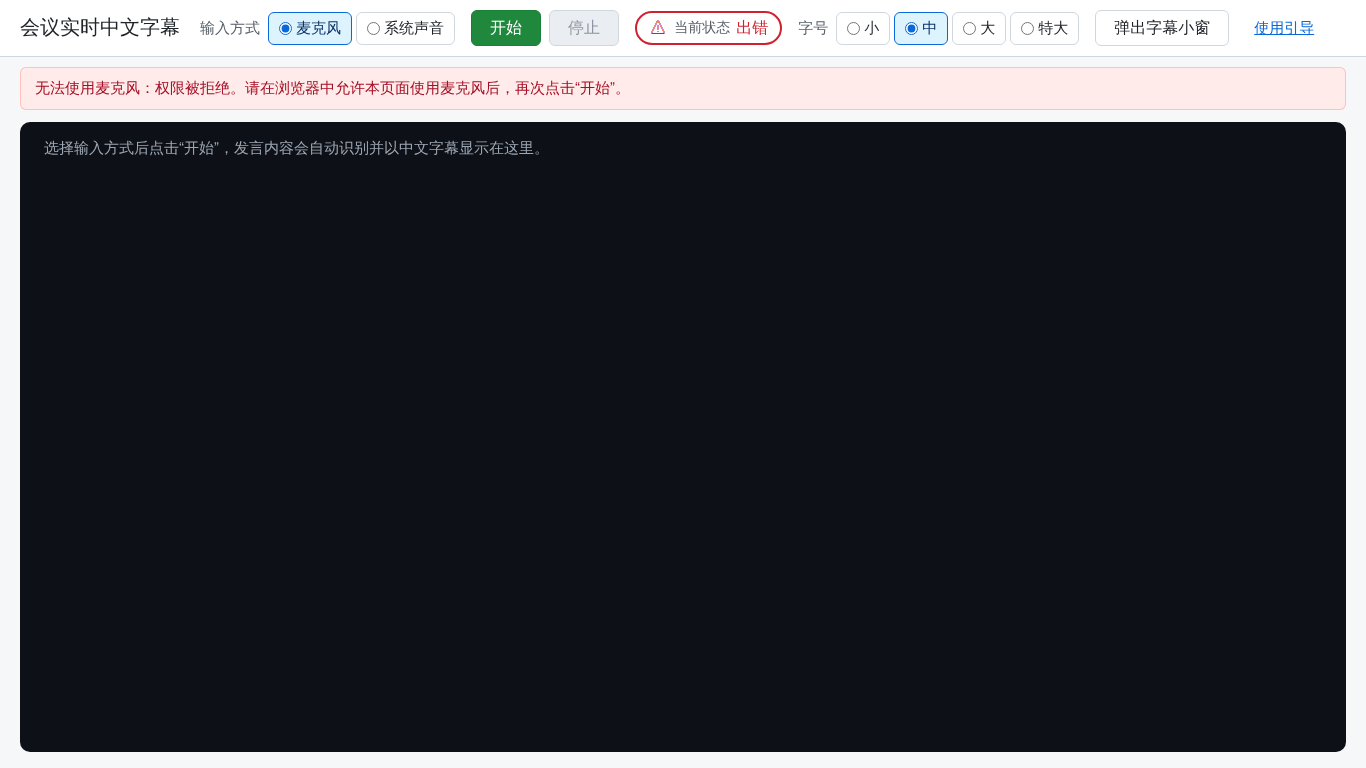 会议实时中文字幕 输入方式 麦克风 系统声音 开始 停止 当前状态 出错 字号 小 中 大 特大 弹出字幕小窗 使用引导
无法使用麦克风：权限被拒绝。请在浏览器中允许本页面使用麦克风后，再次点击“开始”。
选择输入方式后点击“开始”，发言内容会自动识别并以中文字幕显示在这里。